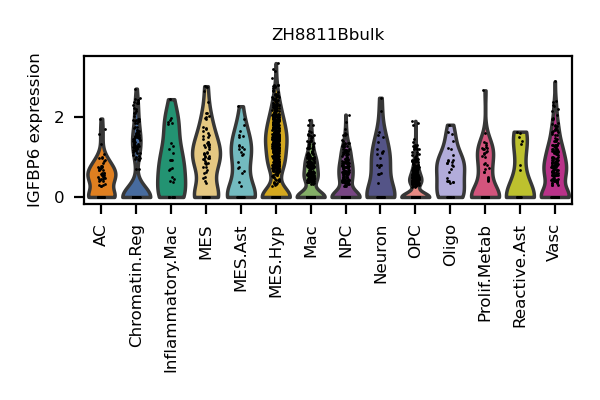 ZH8811Bbulk
IGFBP6 expression
2
0
AC
Chromatin.Reg
Inflammatory.Mac
MES
MES.Ast
MES.Hyp
Mac
NPC
Neuron
OPC
Oligo
Prolif.Metab
Reactive.Ast
Vasc